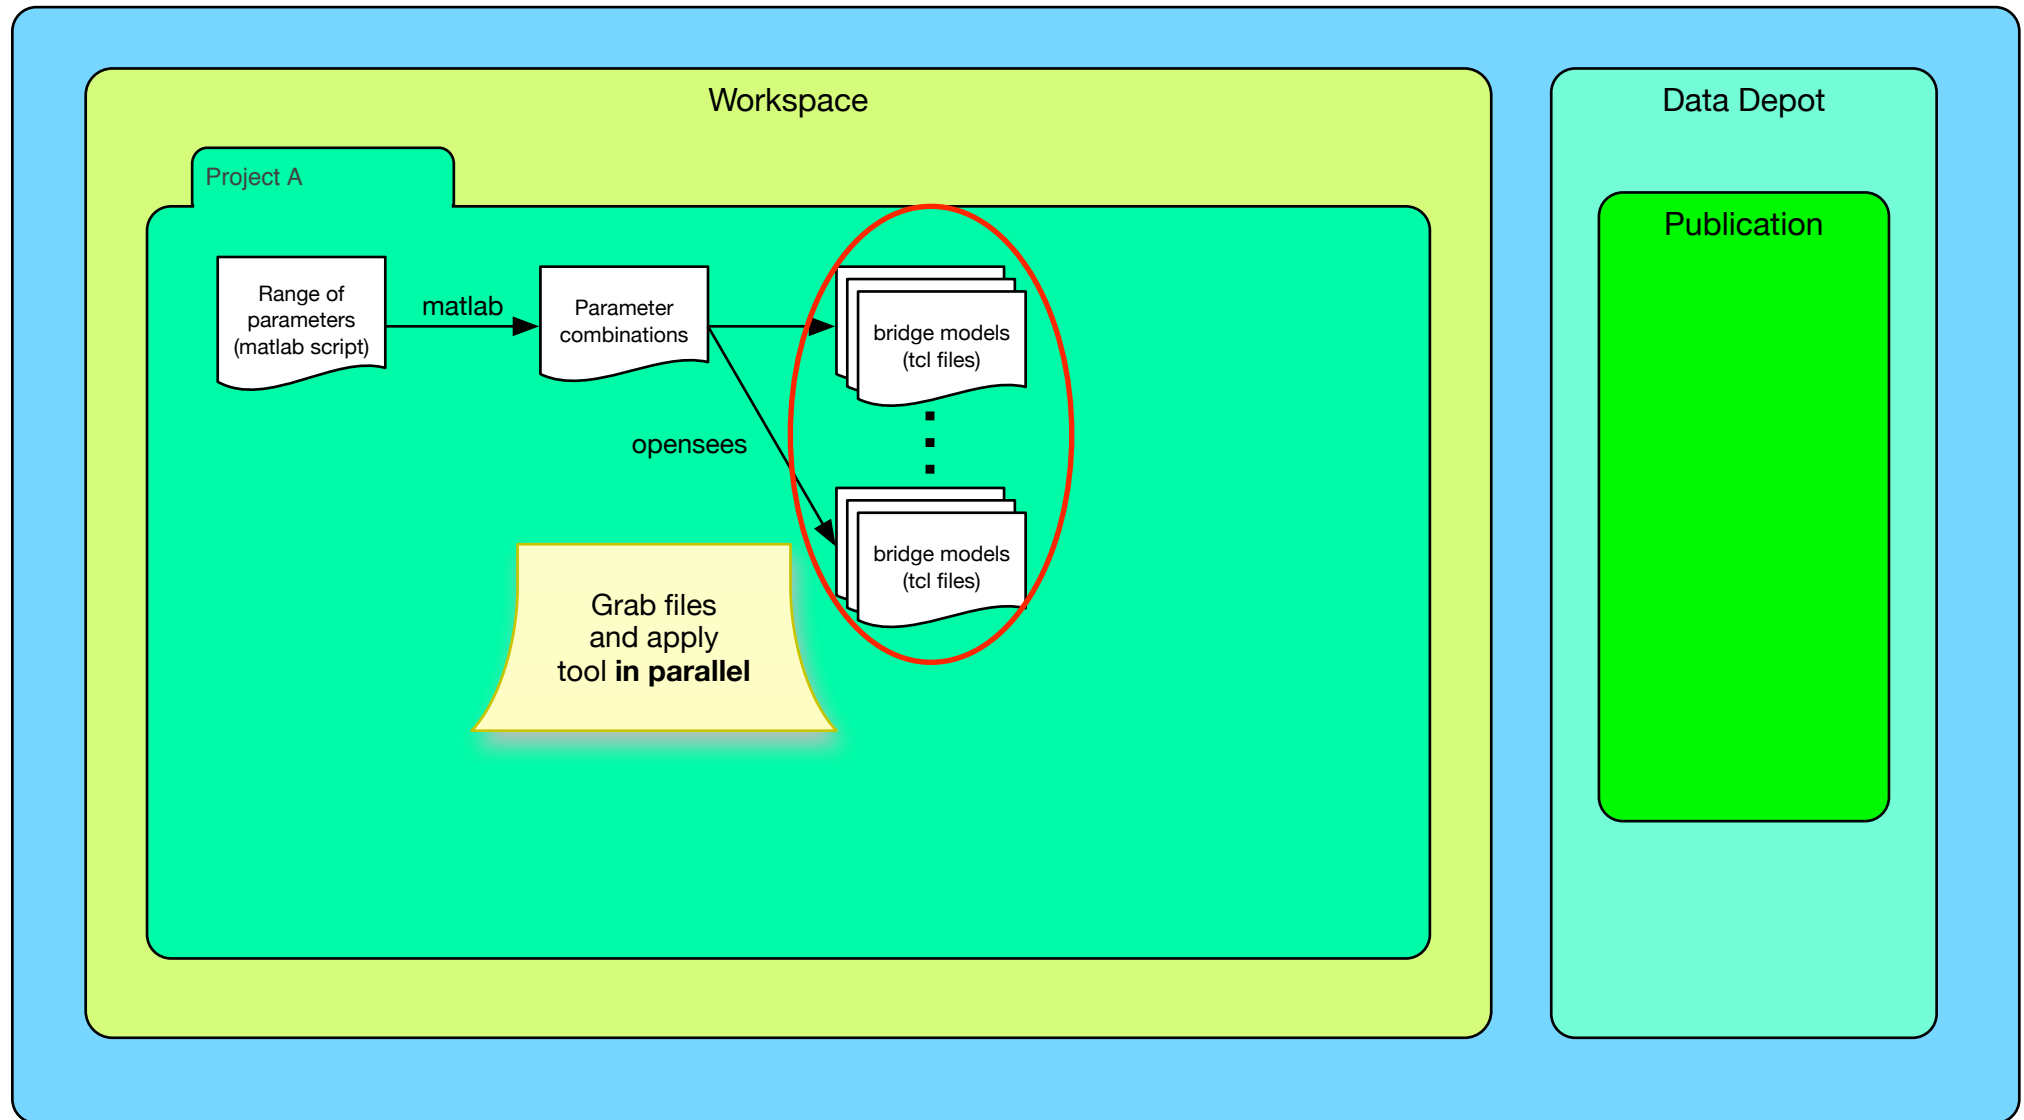 Workspace
Data Depot
Project A
Publication
Range of
parameters
(matlab script)
matlab
Parameter
combinations
bridge models
(tcl files)
opensees
bridge models
(tcl files)
Grab files
and apply
tool in parallel